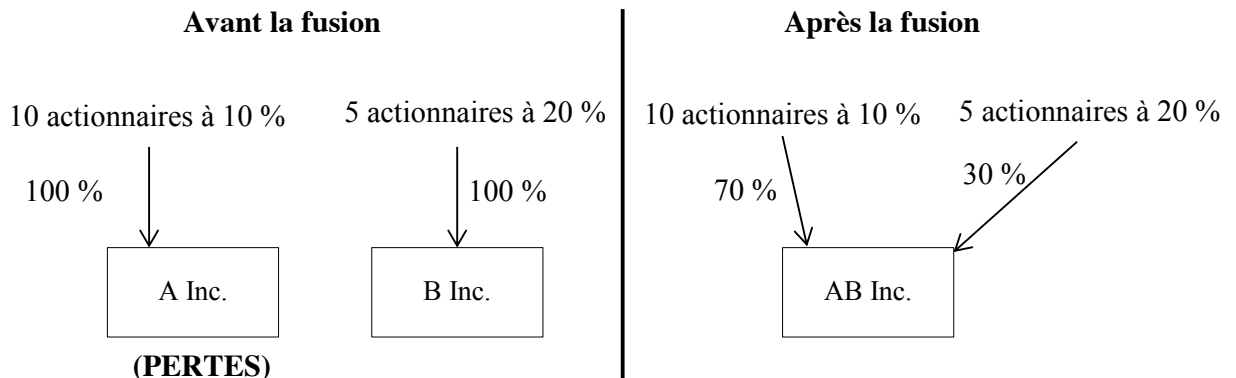 Avant la fusion
10 actionnaires à 10 %
5 actionnaires à 20 %
100 %
100 %
A Inc.
B Inc.
(PERTES)
Après la fusion
10 actionnaires à 10 %
5 actionnaires à 20 %
70 %
30 %
AB Inc.